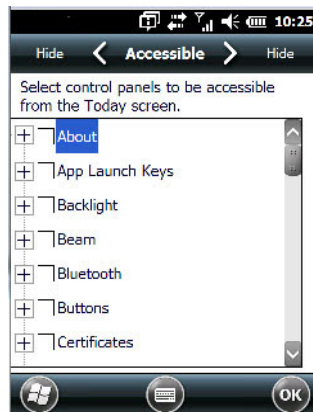 10:25
Hide Accessible Hide
Select control panels to be accessible
from the Today screen.
About
App Launch Keys
Backlight
Beam
Bluetooth
Buttons
Certificates
OK